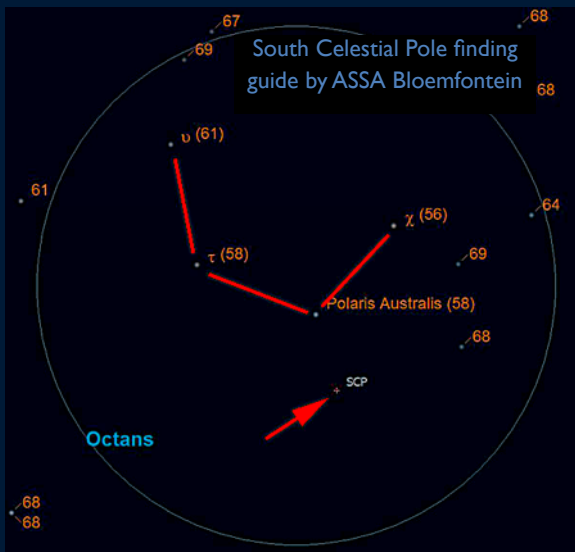 67
68
69
South Celestial Pole finding
guide by ASSA Bloemfontein
68
υ (61)
61
χ (56)
64
τ (58)
69
Polaris Australis (58)
68
SCP
Octans
68
68